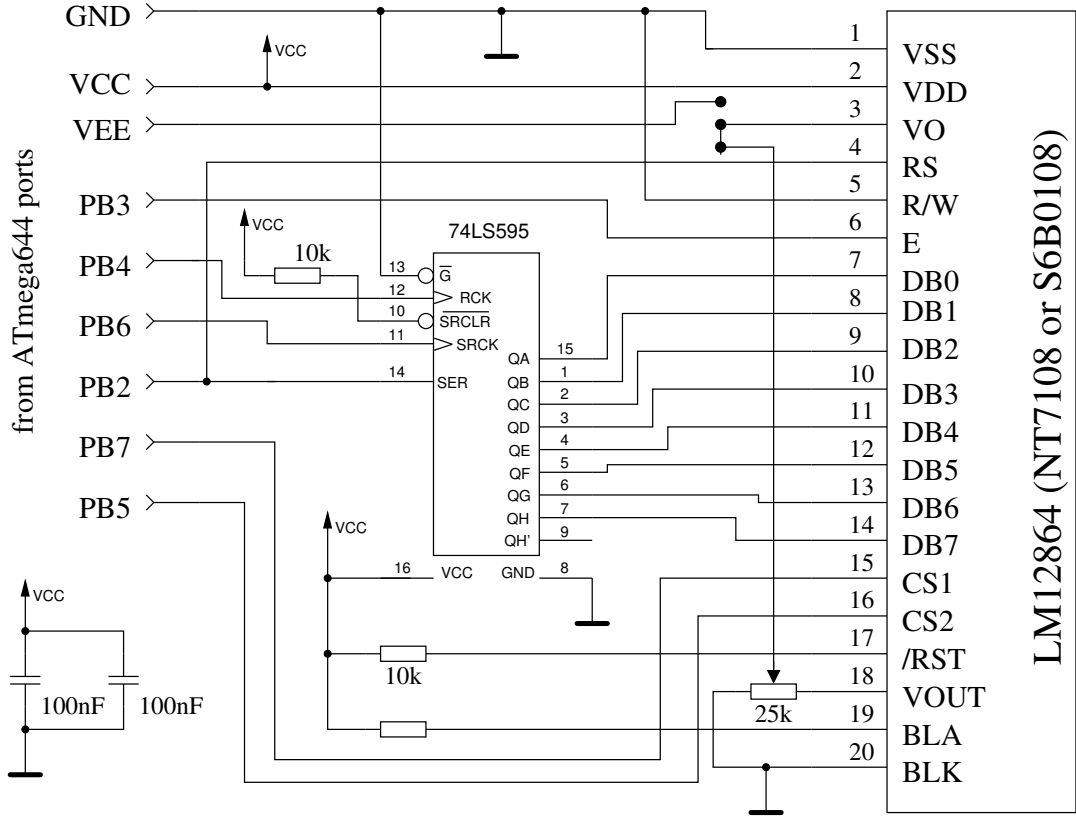 from ATmega644 ports
GND
VCC
VEE
PB3
PB4
PB6
PB2
PB7
PB5
VCC
VCC
10k
74LS595
13 G
12 RCK
10 SRCLR
11 SRCK
14 SER
QA 15
QB 1
QC 2
QD 3
QE 4
QF 5
QG 6
QH 7
QH' 9
16 VCC
GND 8
VCC
10k
VCC
100nF
100nF
25k
1 VSS
2 VDD
3 VO
4 RS
5 R/W
6 E
7 DB0
8 DB1
9 DB2
10 DB3
11 DB4
12 DB5
13 DB6
14 DB7
15 CS1
16 CS2
17 /RST
18 VOUT
19 BLA
20 BLK
LM12864 (NT7108 or S6B0108)